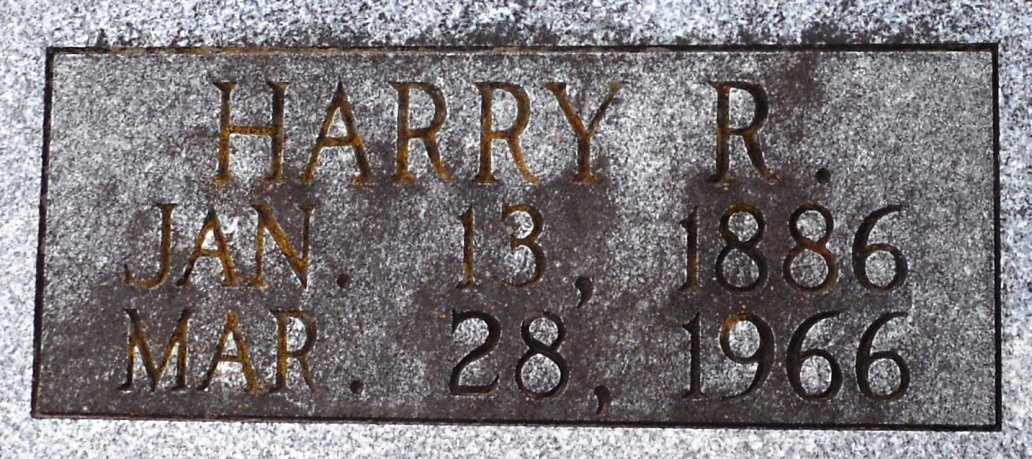 HARRY R.
JAN. 13, 1886
MAR. 28, 1966